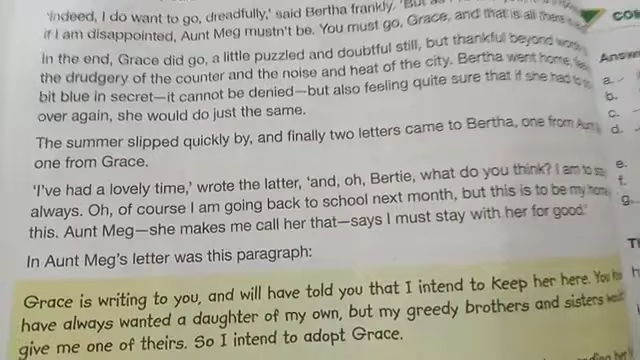 'Indeed, I do want to go, dreadfully,' said Bertha frankly. 'But as
if I am disappointed, Aunt Meg mustn't be. You must go, Grace, and that is all there
In the end, Grace did go, a little puzzled and doubtful still, but thankful beyond words
the drudgery of the counter and the noise and heat of the city. Bertha went home,
bit blue in secret—it cannot be denied—but also feeling quite sure that if she had to
over again, she would do just the same.
The summer slipped quickly by, and finally two letters came to Bertha, one from Aunt
one from Grace.
'I've had a lovely time,' wrote the latter, 'and, oh, Bertie, what do you think? I am to
always. Oh, of course I am going back to school next month, but this is to be my home
this. Aunt Meg—she makes me call her that—says I must stay with her for good.'
In Aunt Meg's letter was this paragraph:
Grace is writing to you, and will have told you that I intend to keep her here. You
have always wanted a daughter of my own, but my greedy brothers and sisters
give me one of theirs. So I intend to adopt Grace.
a.
b.
c.
d.
e.
f.
g.